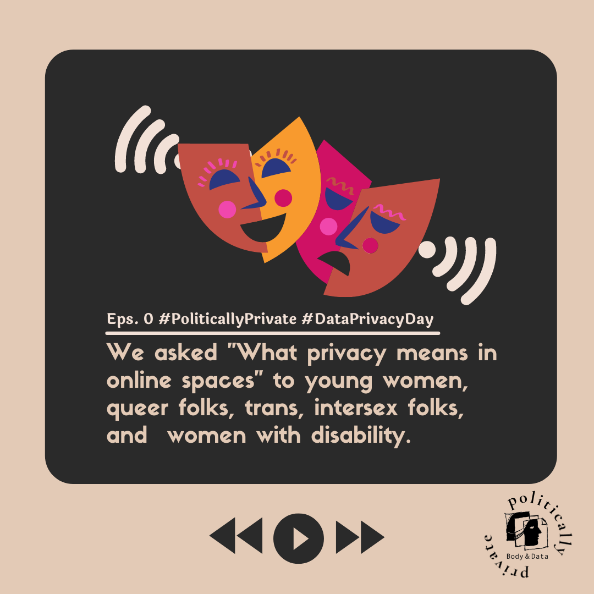 Eps. 0 #PoliticallyPrivate #DataPrivacyDay
We asked "What privacy means in
online spaces" to young women,
queer folks, trans, intersex folks,
and women with disability.
politically
Body & Data
private